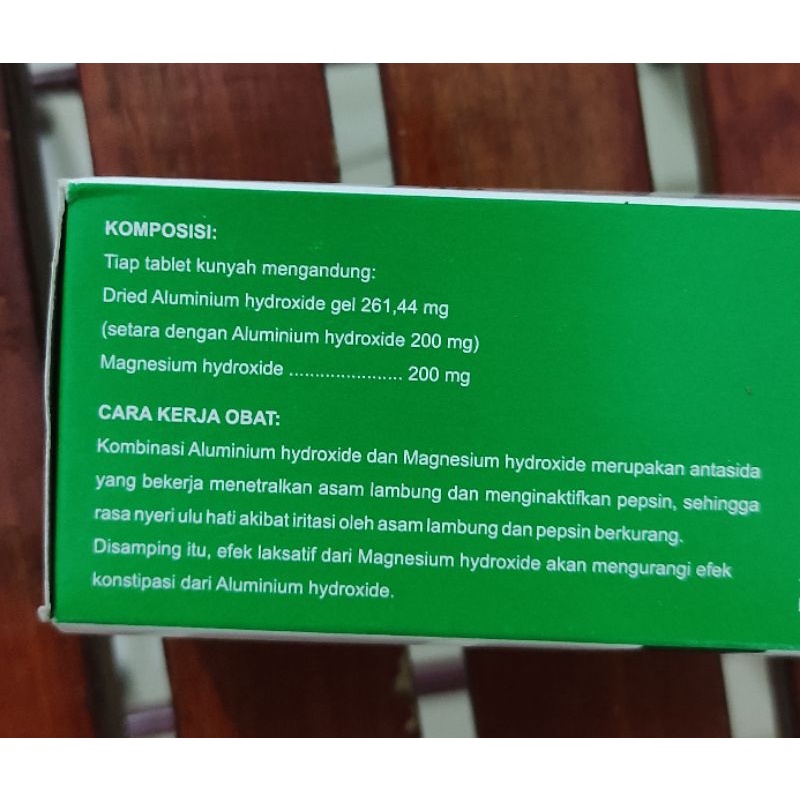 KOMPOSISI:
Tiap tablet kunyah mengandung:
Dried Aluminium hydroxide gel 261,44 mg
(setara dengan Aluminium hydroxide 200 mg)
Magnesium hydroxide ...................... 200 mg
CARA KERJA OBAT:
Kombinasi Aluminium hydroxide dan Magnesium hydroxide merupakan antasida
yang bekerja menetralkan asam lambung dan menginaktifkan pepsin, sehingga
rasa nyeri ulu hati akibat iritasi oleh asam lambung dan pepsin berkurang.
Disamping itu, efek laksatif dari Magnesium hydroxide akan mengurangi efek
konstipasi dari Aluminium hydroxide.